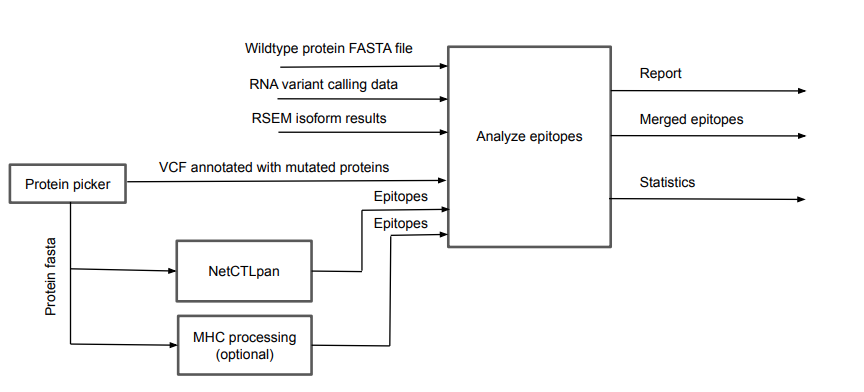 Wildtype protein FASTA file
RNA variant calling data
RSEM isoform results
VCF annotated with mutated proteins
Protein picker
Epitopes
Epitopes
Protein fasta
NetCTLpan
MHC processing
(optional)
Analyze epitopes
Report
Merged epitopes
Statistics